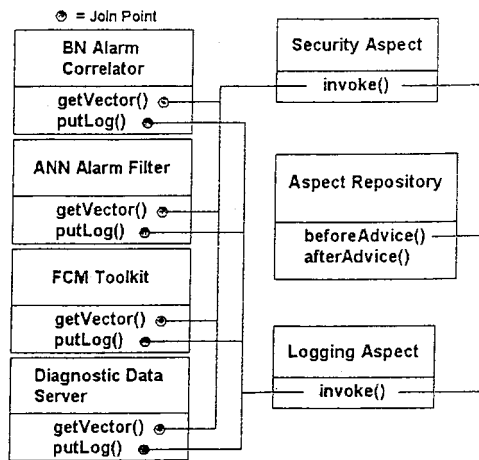 = Join Point
BN Alarm
Correlator
getVector()
putLog()
ANN Alarm Filter
getVector()
putLog()
FCM Toolkit
getVector()
putLog()
Diagnostic Data
Server
getVector()
putLog()
Security Aspect
invoke()
Aspect Repository
beforeAdvice()
afterAdvice()
Logging Aspect
invoke()